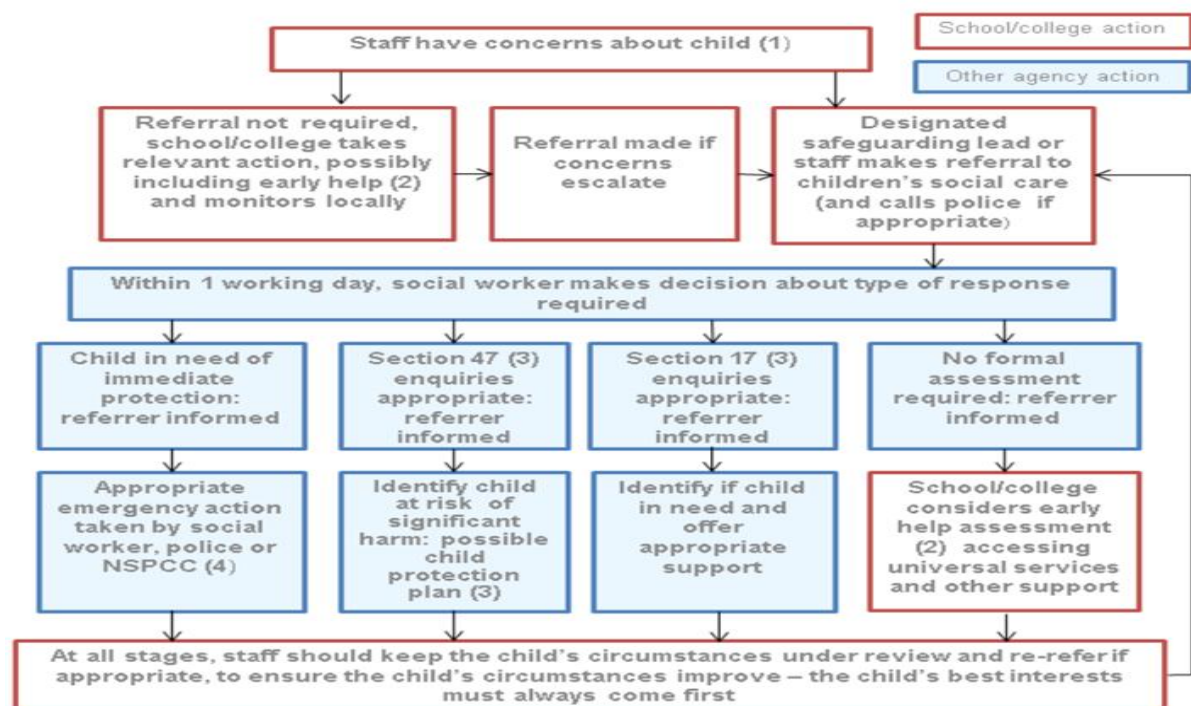 Staff have concerns about child (1)
School/college action
Other agency action
Referral not required,
school/college takes
relevant action, possibly
including early help (2)
and monitors locally
Referral made if
concerns
escalate
Designated
safeguarding lead or
staff makes referral to
children's social care
(and calls police if
appropriate)
Within 1 working day, social worker makes decision about type of response
required
Child in need of
immediate
protection:
referrer informed
Section 47 (3)
enquiries
appropriate:
referrer
informed
Section 17 (3)
enquiries
appropriate:
referrer
informed
No formal
assessment
required: referrer
informed
Appropriate
emergency action
taken by social
worker, police or
NSPCC (4)
Identify child
at risk of
significant
harm: possible
child
protection
plan (3)
Identify if child
in need and
offer
appropriate
support
School/college
considers early
help assessment
(2) accessing
universal services
and other support
At all stages, staff should keep the child's circumstances under review and re-refer if
appropriate, to ensure the child's circumstances improve – the child's best interests
must always come first